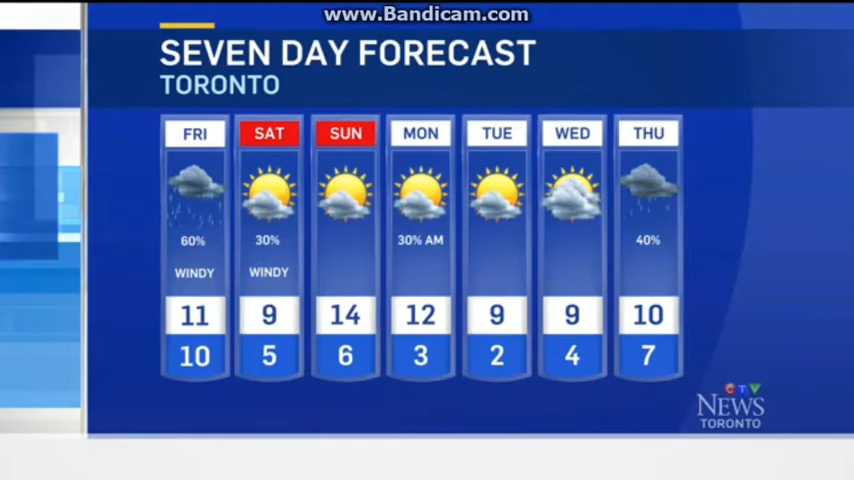 www.Bandicam.com
SEVEN DAY FORECAST
TORONTO
FRI SAT SUN MON TUE WED THU
60% 30% 30% AM 40%
WINDY WINDY
11 9 14 12 9 9 10
10 5 6 3 2 4 7
CTV
NEWS
TORONTO